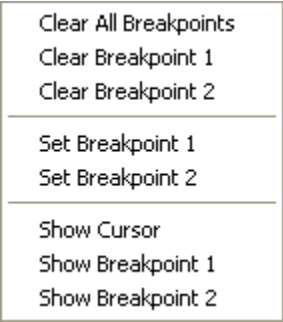 Clear All Breakpoints
Clear Breakpoint 1
Clear Breakpoint 2
Set Breakpoint 1
Set Breakpoint 2
Show Cursor
Show Breakpoint 1
Show Breakpoint 2